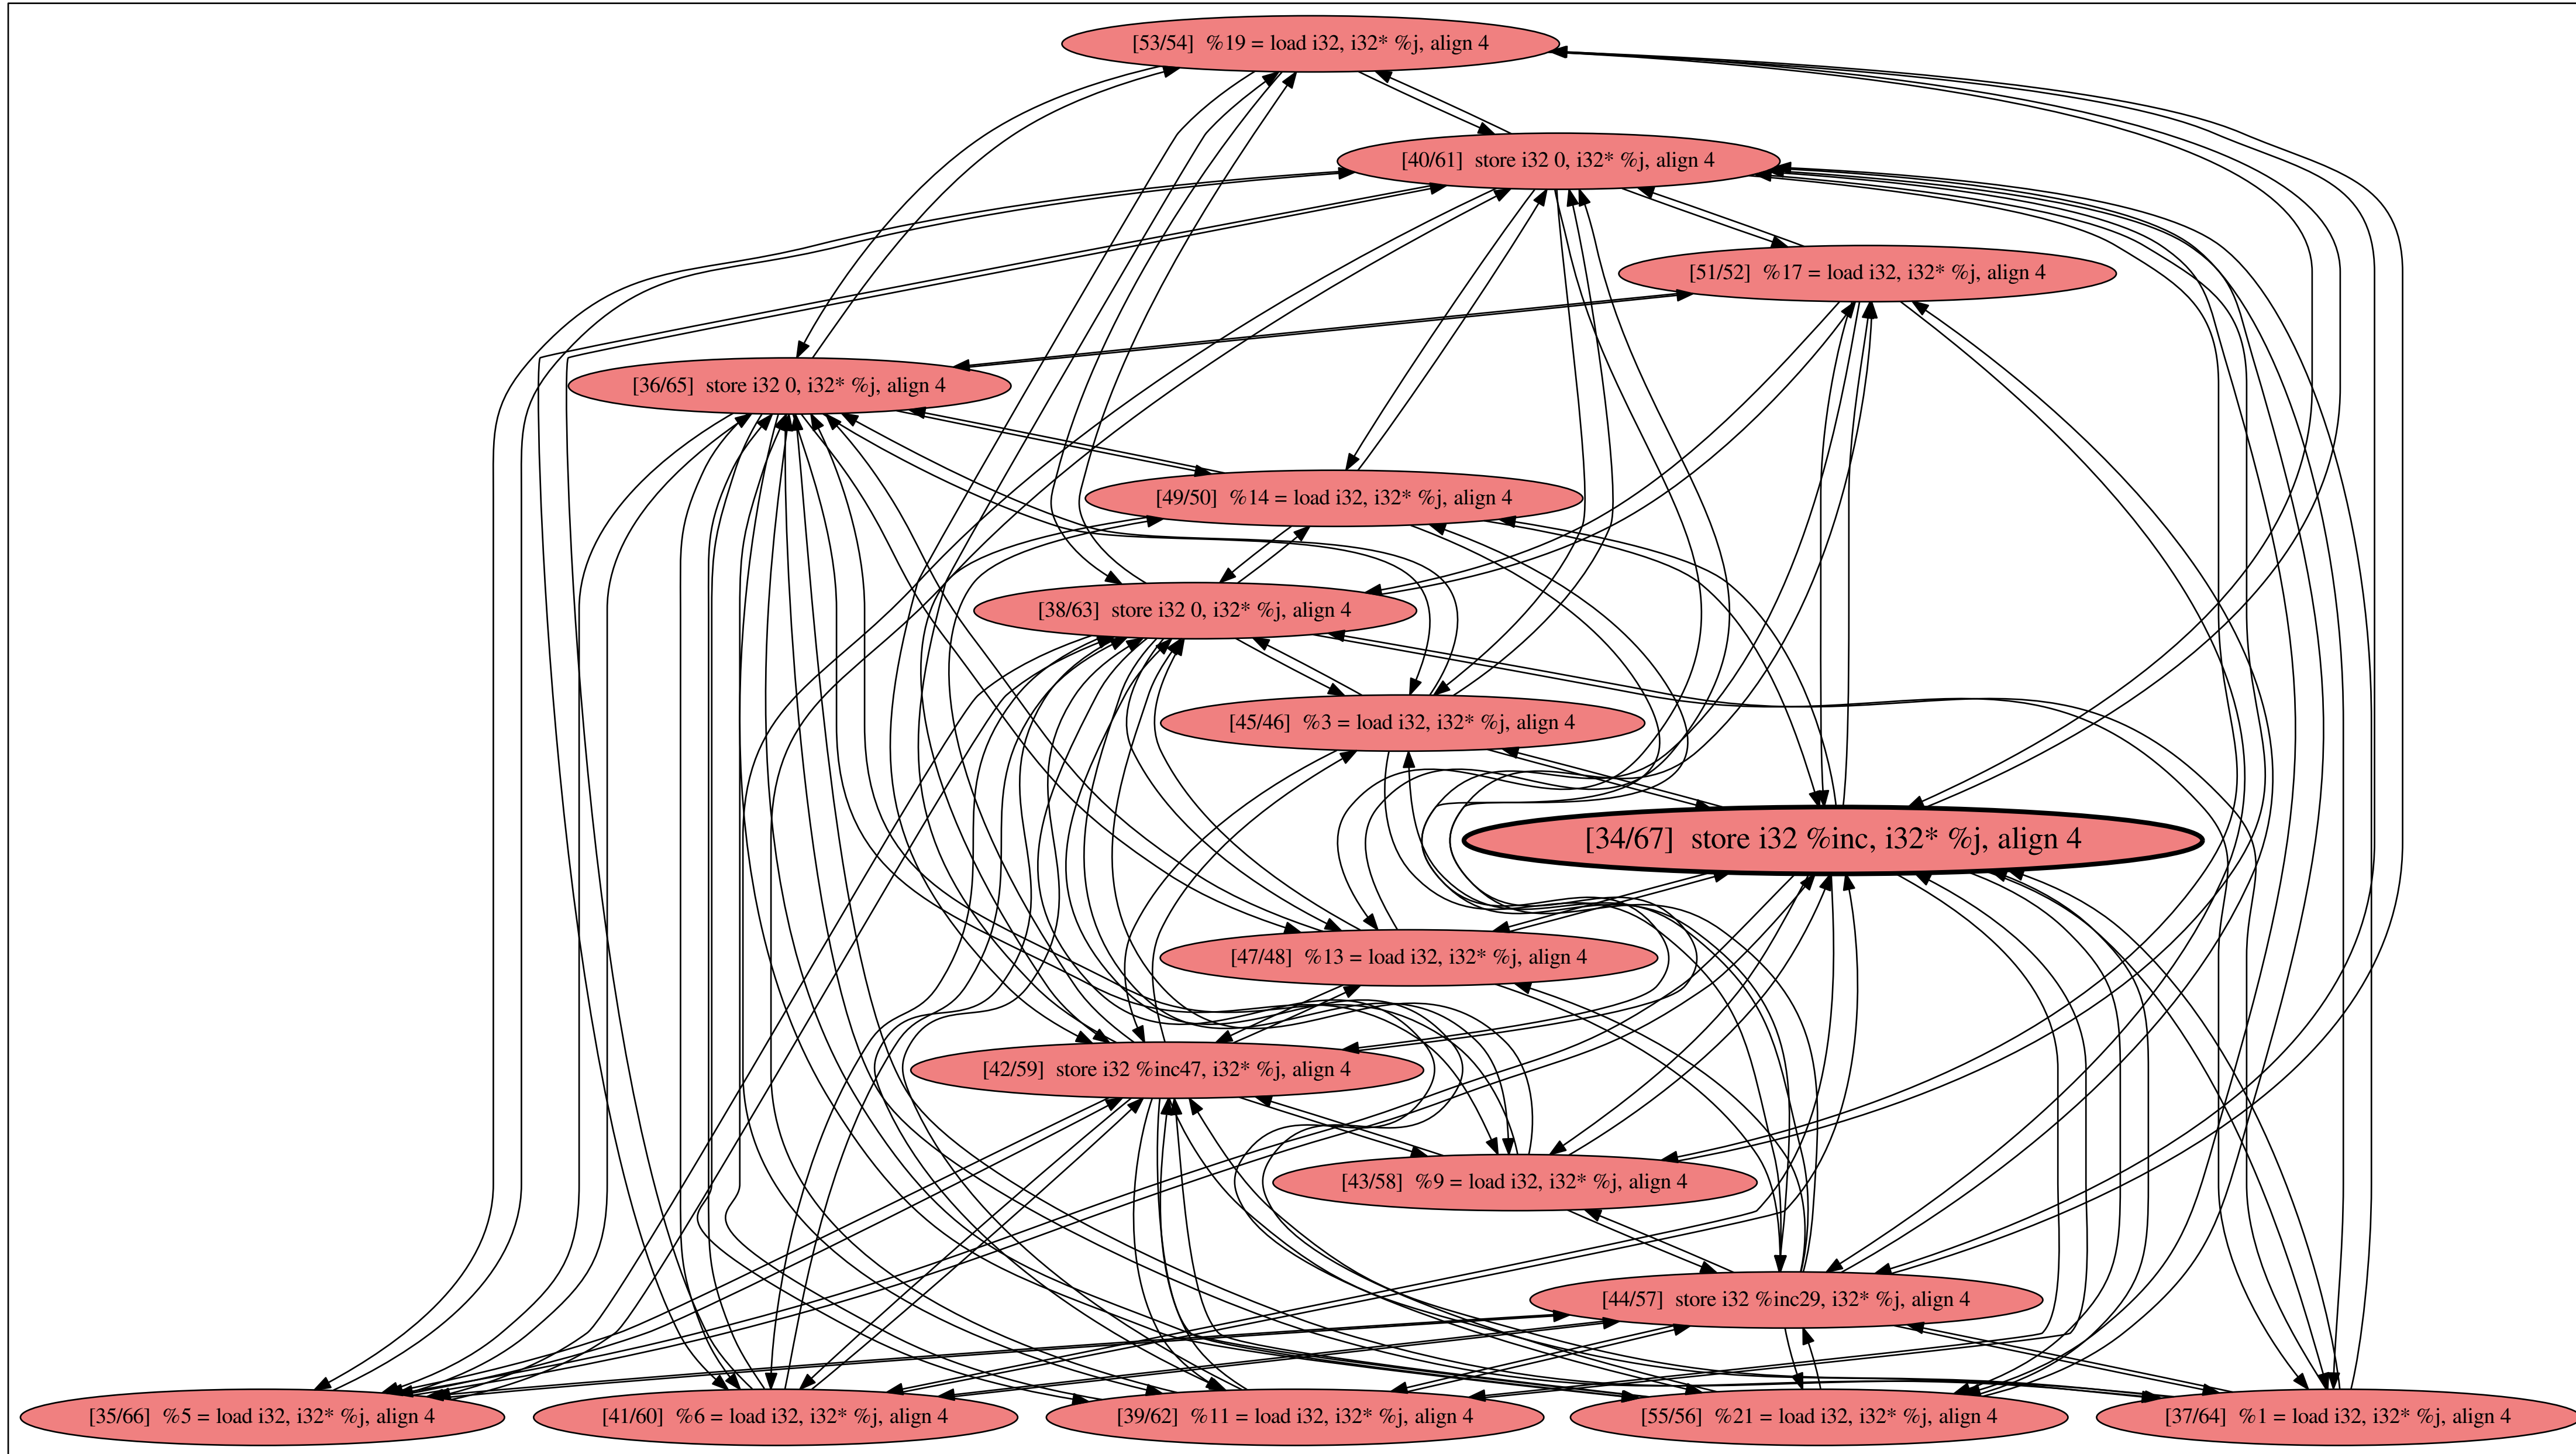 [53/54]  %19 = load i32, i32* %j, align 4
[40/61]  store i32 0, i32* %j, align 4
[51/52]  %17 = load i32, i32* %j, align 4
[36/65]  store i32 0, i32* %j, align 4
[49/50]  %14 = load i32, i32* %j, align 4
[38/63]  store i32 0, i32* %j, align 4
[45/46]  %3 = load i32, i32* %j, align 4
[34/67]  store i32 %inc, i32* %j, align 4
[47/48]  %13 = load i32, i32* %j, align 4
[42/59]  store i32 %inc47, i32* %j, align 4
[43/58]  %9 = load i32, i32* %j, align 4
[44/57]  store i32 %inc29, i32* %j, align 4
[35/66]  %5 = load i32, i32* %j, align 4
[41/60]  %6 = load i32, i32* %j, align 4
[39/62]  %11 = load i32, i32* %j, align 4
[55/56]  %21 = load i32, i32* %j, align 4
[37/64]  %1 = load i32, i32* %j, align 4